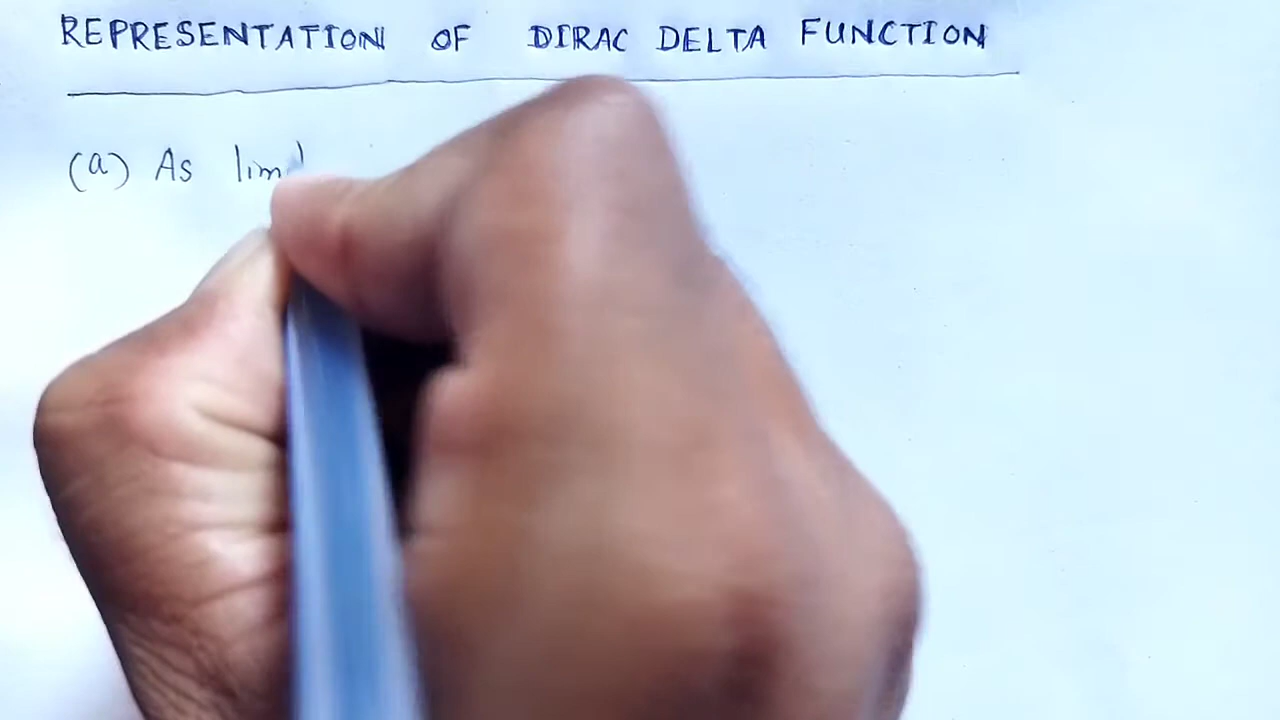 REPRESENTATION OF DIRAC DELTA FUNCTION
(a) As